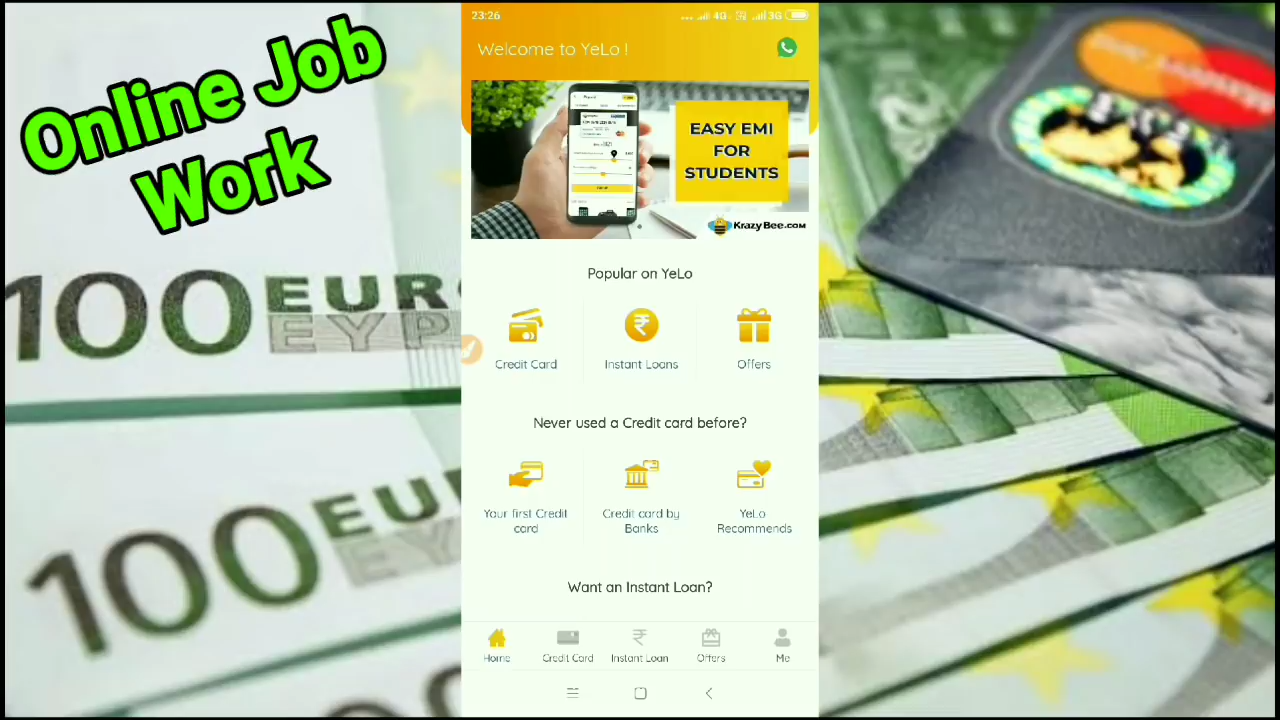 Online Job
Work
23:26
4G
3G
Welcome to YeLo !
EASY EMI
FOR
STUDENTS
KrazyBee.com
Popular on YeLo
Credit Card
Instant Loans
Offers
Never used a Credit card before?
Your first Credit
card
Credit card by
Banks
YeLo
Recommends
Want an Instant Loan?
Home
Credit Card
Instant Loan
Offers
Me
100 EURO
100